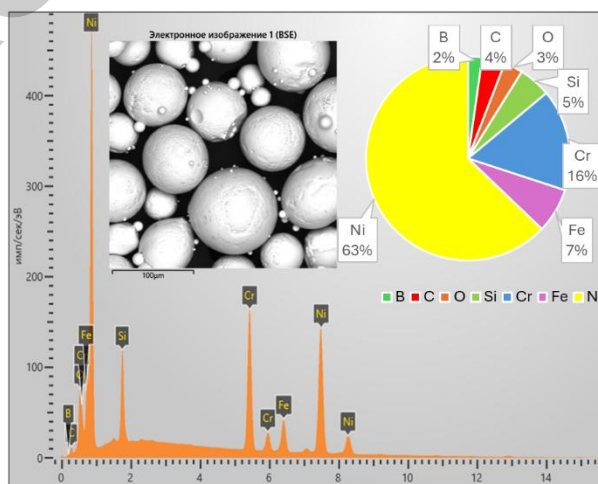 Электронное изображение 1 (BSE)
100µm
B
2%
C
4%
O
3%
Si
5%
Cr
16%
Fe
7%
Ni
63%
B C O Si Cr Fe N
имп/сек/эВ
400
300
200
100
0
Ni
Fe
O
Si
B
C
Cr
Cr
Fe
Ni
Ni
0 2 4 6 8 10 12 14